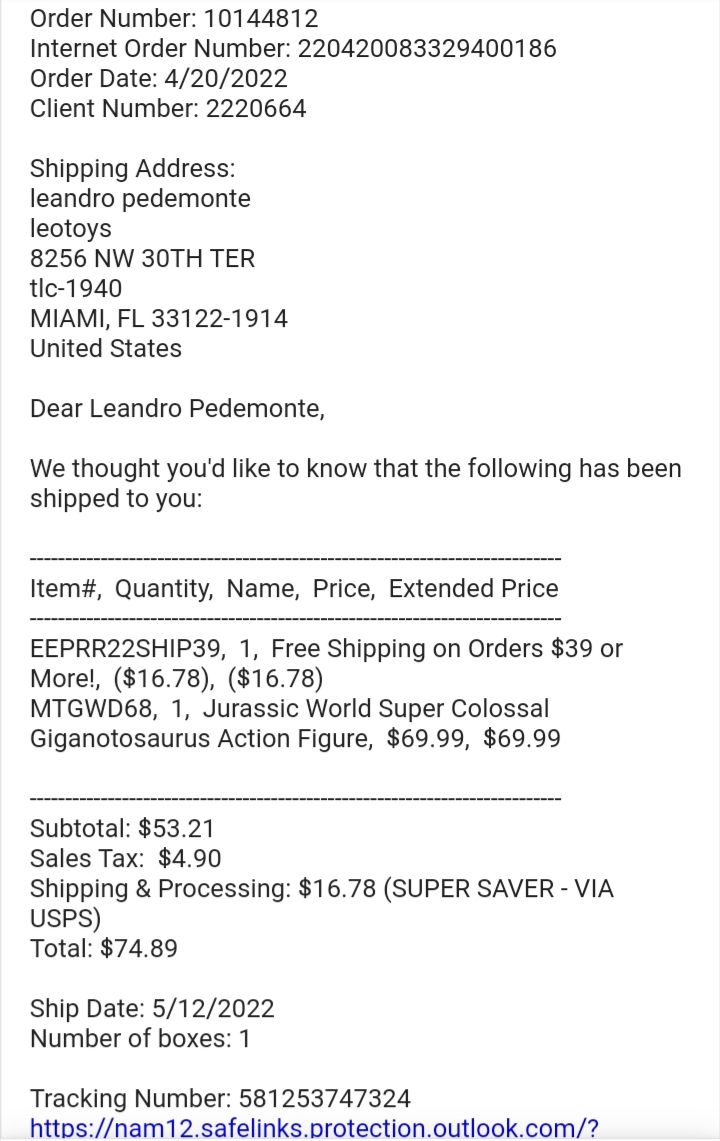 Order Number: 10144812
Internet Order Number: 220420083329400186
Order Date: 4/20/2022
Client Number: 2220664
Shipping Address:
leandro pedemonte
leotoys
8256 NW 30TH TER
tlc-1940
MIAMI, FL 33122-1914
United States
Dear Leandro Pedemonte,
We thought you'd like to know that the following has been
shipped to you:
---------------------------------------------------------------------------
Item#,  Quantity,  Name,  Price,  Extended Price
---------------------------------------------------------------------------
EEPRR22SHIP39,  1,  Free Shipping on Orders $39 or
More!,  ($16.78),  ($16.78)
MTGWD68,  1,  Jurassic World Super Colossal
Giganotosaurus Action Figure,  $69.99,  $69.99
---------------------------------------------------------------------------
Subtotal: $53.21
Sales Tax:  $4.90
Shipping & Processing: $16.78 (SUPER SAVER - VIA
USPS)
Total: $74.89
Ship Date: 5/12/2022
Number of boxes: 1
Tracking Number: 581253747324
https://nam12.safelinks.protection.outlook.com/?